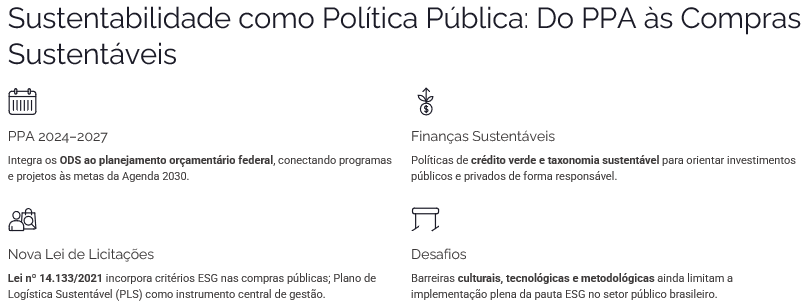 Sustentabilidade como Política Pública: Do PPA às Compras
Sustentáveis
PPA 2024–2027
Integra os ODS ao planejamento orçamentário federal, conectando programas
e projetos às metas da Agenda 2030.
Finanças Sustentáveis
Políticas de crédito verde e taxonomia sustentável para orientar investimentos
públicos e privados de forma responsável.
Nova Lei de Licitações
Lei nº 14.133/2021 incorpora critérios ESG nas compras públicas; Plano de
Logística Sustentável (PLS) como instrumento central de gestão.
Desafios
Barreiras culturais, tecnológicas e metodológicas ainda limitam a
implementação plena da pauta ESG no setor público brasileiro.